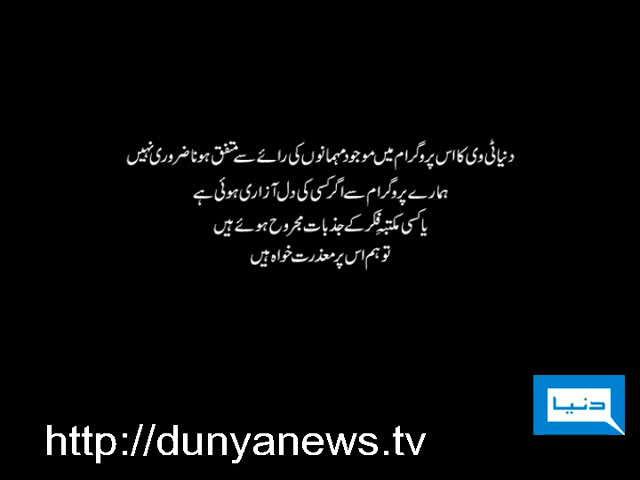 دنیا ٹی وی کا اس پروگرام میں موجود مہمانوں کی رائے سے متفق ہونا ضروری نہیں
ہمارے پروگرام سے اگر کسی کی دل آزاری ہوئی ہے
یا کسی مکتبہِ فکر کے جذبات مجروح ہوئے ہیں
تو ہم اس پر معذرت خواہ ہیں
دنیا
http://dunyanews.tv